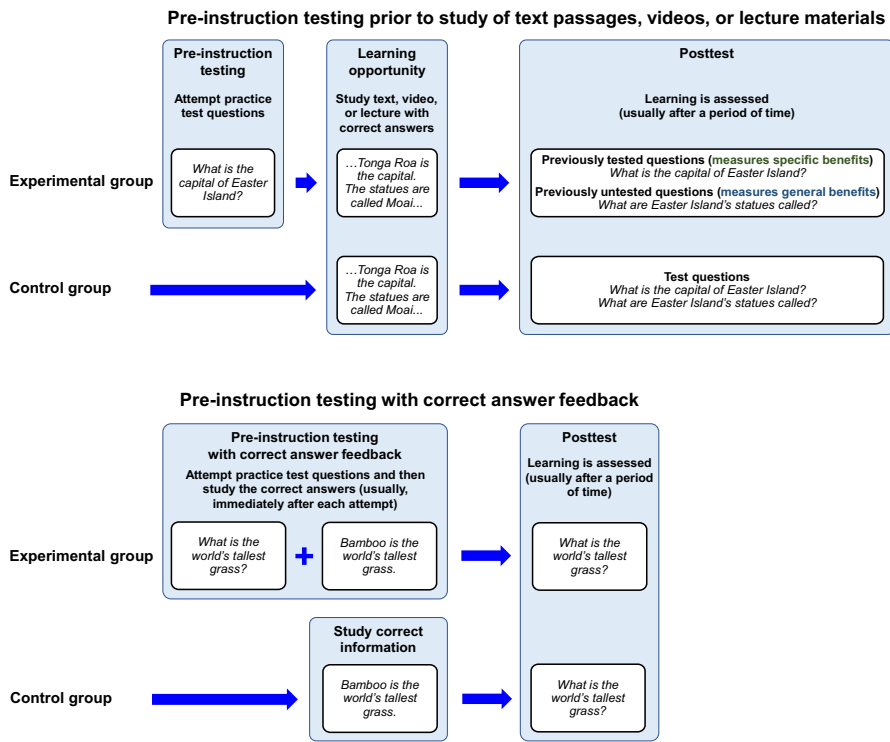 Pre-instruction testing prior to study of text passages, videos, or lecture materials
Pre-instruction
testing
Attempt practice
test questions
Learning
opportunity
Study text, video,
or lecture with
correct answers
Posttest
Learning is assessed
(usually after a period of time)
Experimental group
What is the
capital of Easter
Island?
…Tonga Roa is
the capital.
The statues are
called Moai...
Previously tested questions (measures specific benefits)
What is the capital of Easter Island?
Previously untested questions (measures general benefits)
What are Easter Island's statues called?
Control group
…Tonga Roa is
the capital.
The statues are
called Moai...
Test questions
What is the capital of Easter Island?
What are Easter Island's statues called?
Pre-instruction testing with correct answer feedback
Pre-instruction testing
with correct answer feedback
Attempt practice test questions and then
study the correct answers (usually,
immediately after each attempt)
Posttest
Learning is assessed
(usually after a period
of time)
Experimental group
What is the
world's tallest
grass?
+
Bamboo is the
world's tallest
grass.
What is the
world's tallest
grass?
Study correct
information
Control group
Bamboo is the
world's tallest
grass.
What is the
world's tallest
grass?